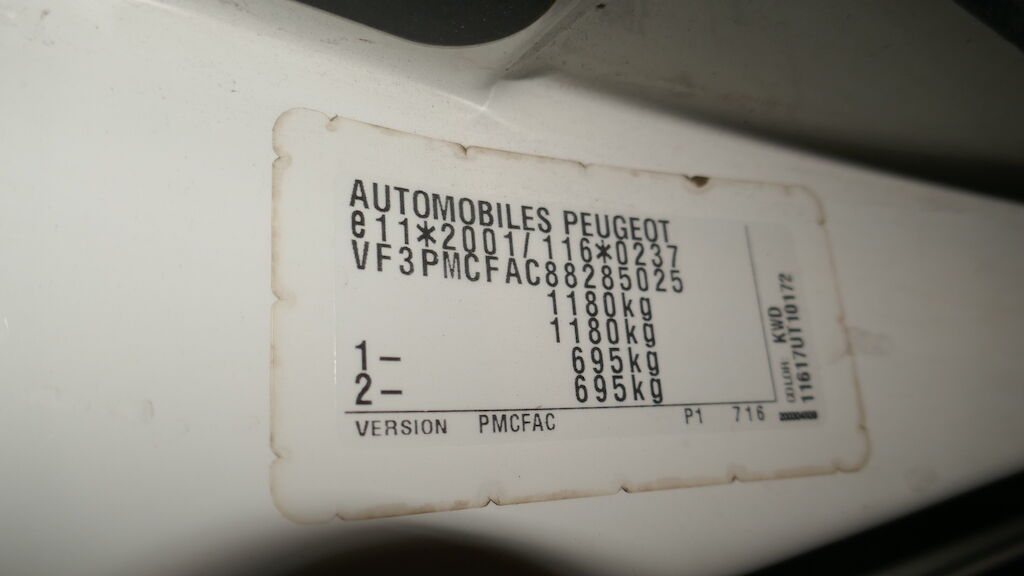 AUTOMOBILES PEUGEOT
e11*2001/116*0237
VF3PMCFAC88285025
1180kg
1180kg
1- 695kg
2- 695kg
VERSION PMCFAC P1 716
COLOR KWD
11617UT10172